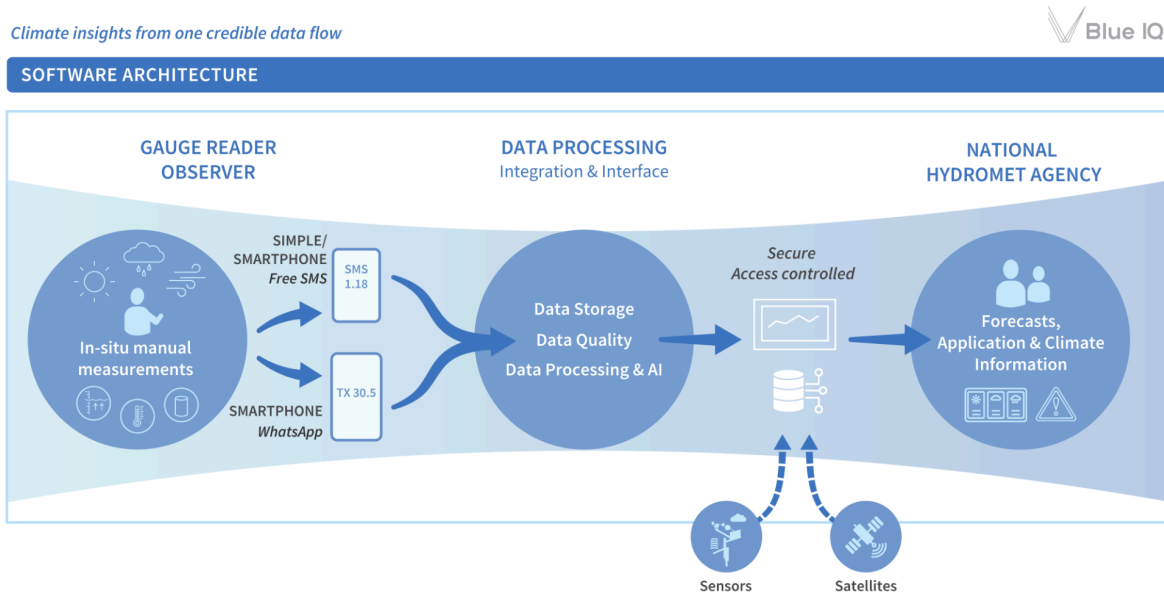 Climate insights from one credible data flow
Blue IQ
SOFTWARE ARCHITECTURE
GAUGE READER
OBSERVER
DATA PROCESSING
Integration & Interface
NATIONAL
HYDROMET AGENCY
In-situ manual
measurements
SIMPLE/
SMARTPHONE
Free SMS
SMS
1.18
SMARTPHONE
WhatsApp
TX 30.5
Data Storage
Data Quality
Data Processing & AI
Secure
Access controlled
Forecasts,
Application & Climate
Information
Sensors
Satellites